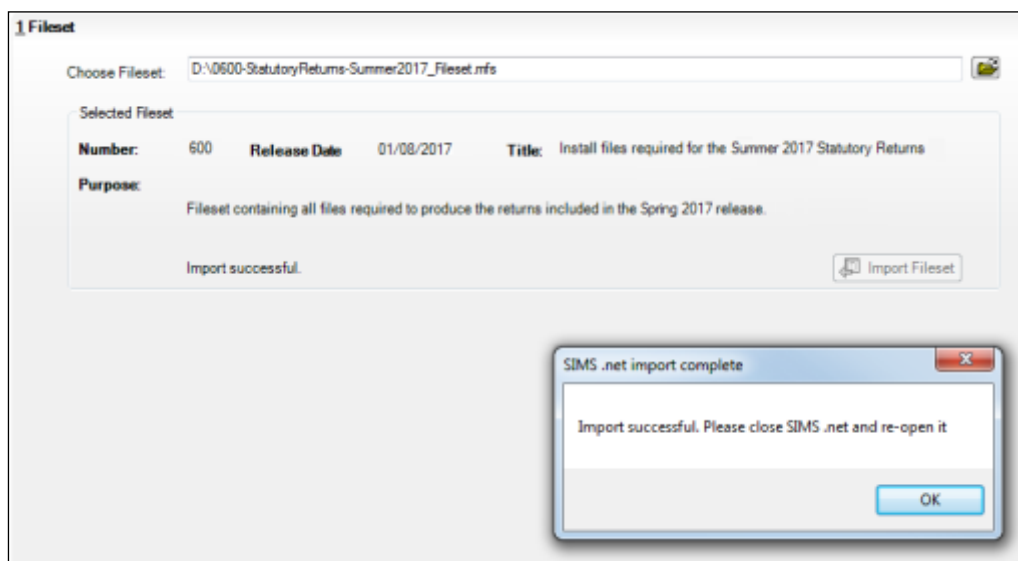 1 Fileset
Choose Fileset: D:\0600-StatutoryReturns-Summer2017_Fileset.mfs
Selected Fileset
Number: 600 Release Date 01/08/2017 Title: Install files required for the Summer 2017 Statutory Returns
Purpose:
Fileset containing all files required to produce the returns included in the Spring 2017 release.
Import successful. Import Fileset
SIMS .net import complete
Import successful. Please close SIMS .net and re-open it
OK